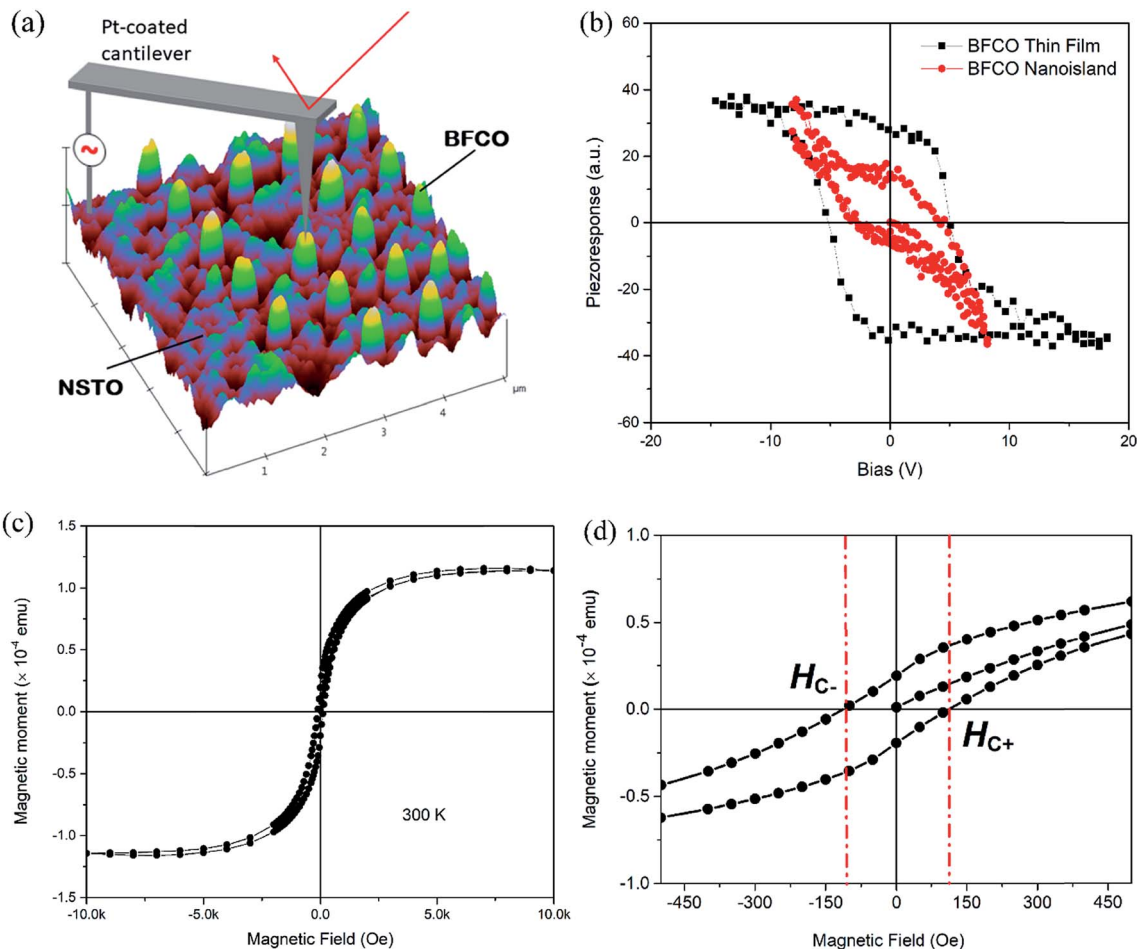 (a)
Pt-coated
cantilever
~
BFCO
NSTO
1
2
3
4
µm
(b)
60
40
20
0
-20
-40
-60
-20
-10
0
10
20
Piezoresponse (a.u.)
Bias (V)
BFCO Thin Film
BFCO Nanoisland
(c)
1.5
1.0
0.5
0.0
-0.5
-1.0
-1.5
-10.0k
-5.0k
0.0
5.0k
10.0k
Magnetic moment (× 10⁻⁴ emu)
Magnetic Field (Oe)
300 K
(d)
1.0
0.5
0.0
-0.5
-1.0
-450
-300
-150
0
150
300
450
Magnetic moment (× 10⁻⁴ emu)
Magnetic Field (Oe)
HC-
HC+